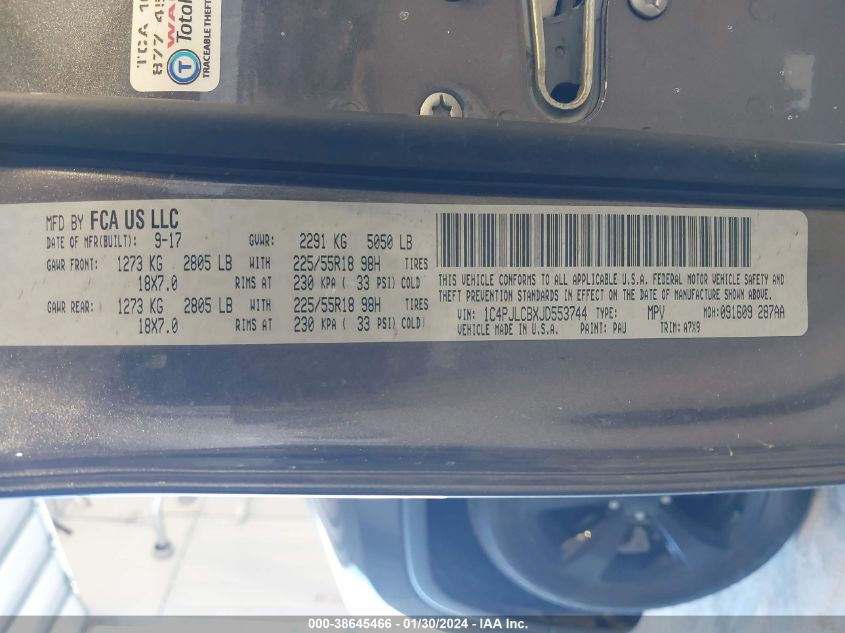 TCA
877 45
WA
Total
TRACEABLE THEFT
MFD BY FCA US LLC
DATE OF MFR(BUILT): 9-17 GVWR: 2291 KG 5050 LB
GAWR FRONT: 1273 KG 2805 LB WITH 225/55R18 98H TIRES
18X7.0 RIMS AT 230 KPA ( 33 PSI) COLD
GAWR REAR: 1273 KG 2805 LB WITH 225/55R18 98H TIRES
18X7.0 RIMS AT 230 KPA ( 33 PSI) COLD
THIS VEHICLE CONFORMS TO ALL APPLICABLE U.S.A. FEDERAL MOTOR VEHICLE SAFETY AND
THEFT PREVENTION STANDARDS IN EFFECT ON THE DATE OF MANUFACTURE SHOWN ABOVE.
VIN: 1C4PJLCBXJD553744 TYPE: MPV MDH: 091609 287AA
VEHICLE MADE IN U.S.A. PAINT: PAU TRIM: A7X9
000-38645466 - 01/30/2024 - IAA Inc.